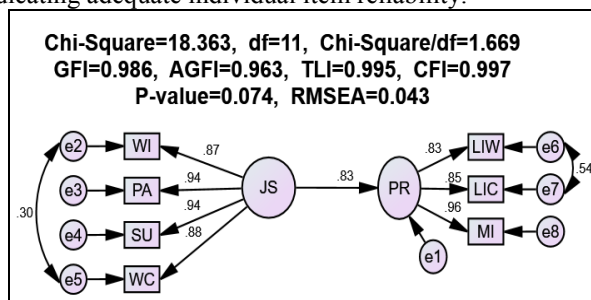 dicating adequate individual item reliability.
Chi-Square=18.363, df=11, Chi-Square/df=1.669
GFI=0.986, AGFI=0.963, TLI=0.995, CFI=0.997
P-value=0.074, RMSEA=0.043
e2 WI .87 .83 LIW e6
e3 PA .94 JS .83 PR .85 LIC e7 .54
.30
e4 SU .94 .96 MI e8
e5 WC .88 e1